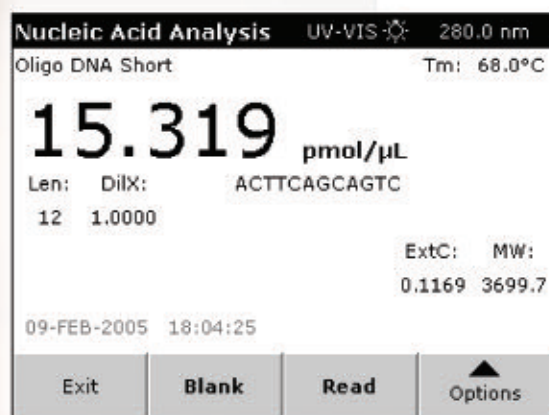 Nucleic Acid Analysis UV-VIS 280.0 nm
Oligo DNA Short Tm: 68.0°C
15.319 pmol/µL
Len: DilX: ACTTCAGCAGTC
12 1.0000
ExtC: MW:
0.1169 3699.7
09-FEB-2005 18:04:25
Exit Blank Read Options